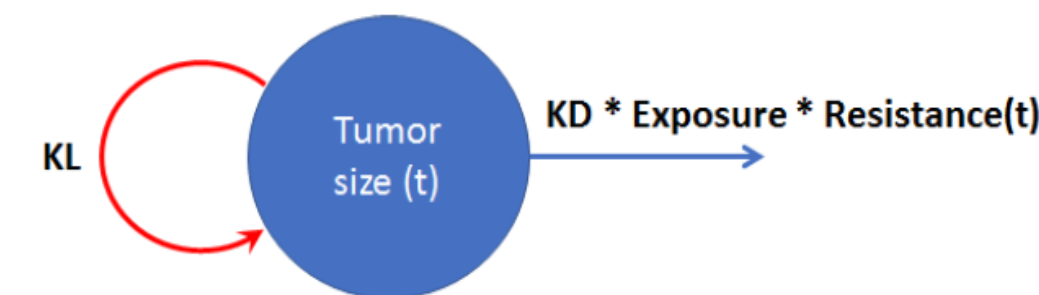 KL
Tumor
size (t)
KD * Exposure * Resistance(t)